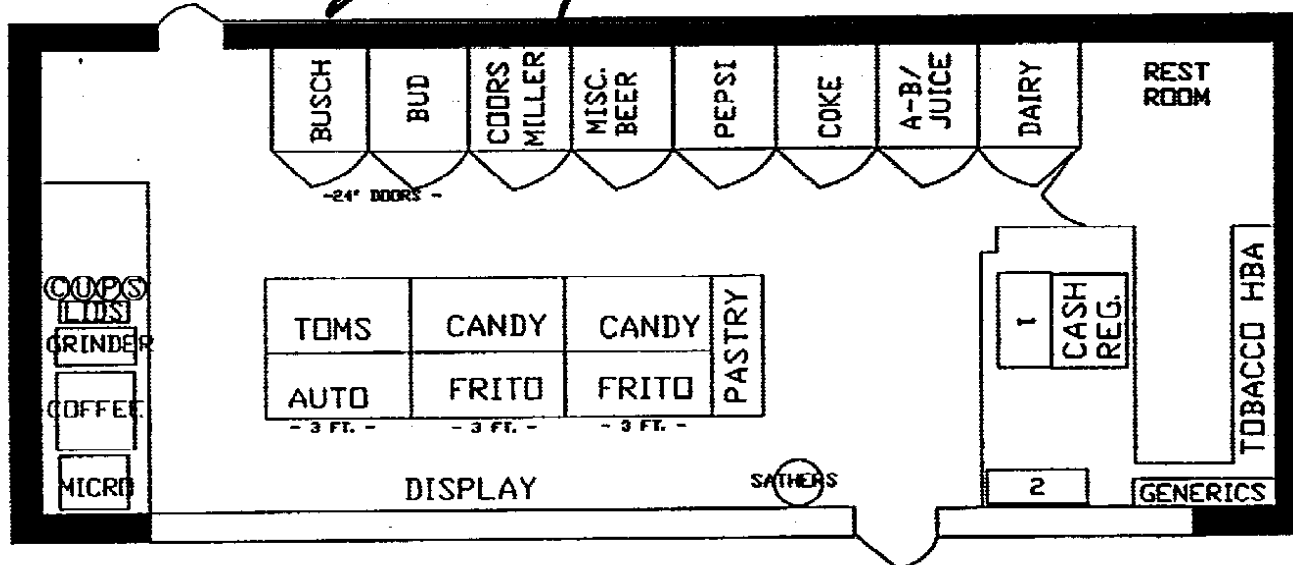 BUSCH
BUD
COORS
MILLER
MISC.
BEER
PEPSI
COKE
A-B/
JUICE
DAIRY
REST
ROOM
-24" DOORS -
CUPS
LIDS
GRINDER
COFFEE
MICRO
TOMS
CANDY
CANDY
PASTRY
AUTO
FRITO
FRITO
- 3 FT. -
- 3 FT. -
- 3 FT. -
DISPLAY
SATHERS
1
CASH
REG.
TOBACCO HBA
2
GENERICS